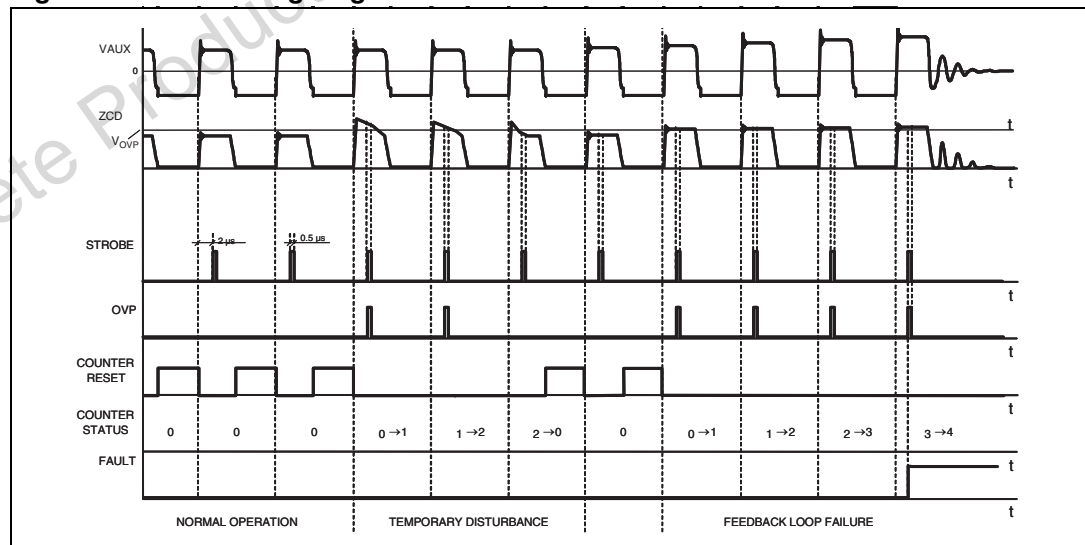 VAUX
0
ZCD
t
VOVP
t
STROBE
2 µs
0.5 µs
t
OVP
t
COUNTER
RESET
t
COUNTER
STATUS
0 0 0 0→1 1→2 2→0 0 0→1 1→2 2→3 3→4
FAULT
t
t
NORMAL OPERATION TEMPORARY DISTURBANCE FEEDBACK LOOP FAILURE